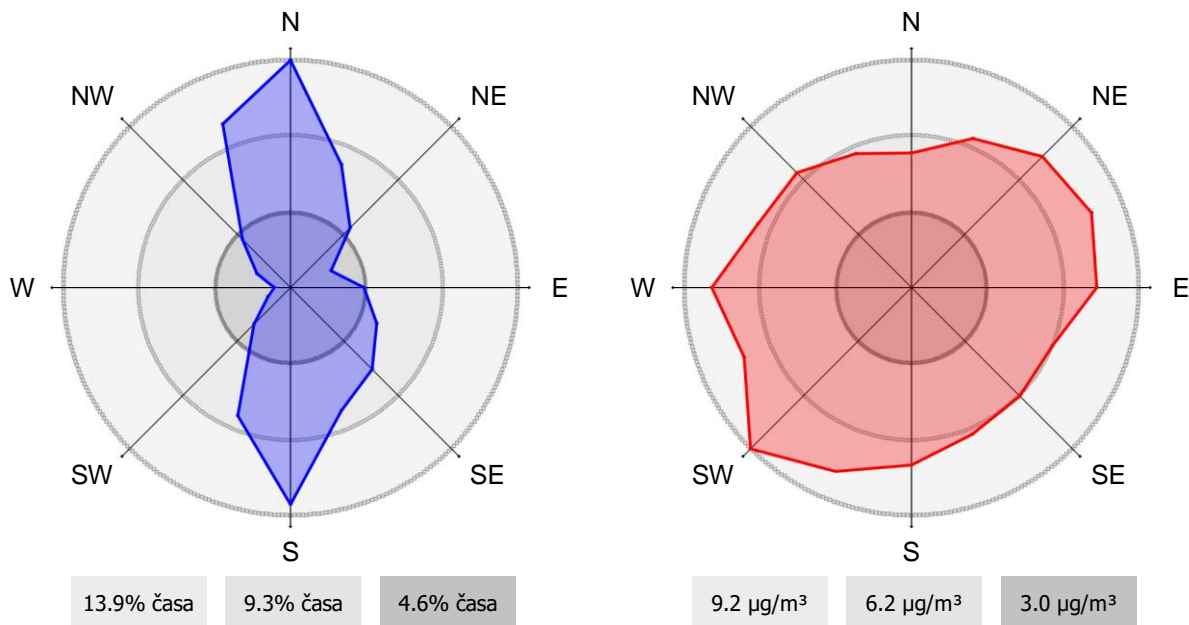 N
NW
NE
W
E
SW
SE
S
13.9% časa
9.3% časa
4.6% časa
N
NW
NE
W
E
SW
SE
S
9.2 µg/m³
6.2 µg/m³
3.0 µg/m³